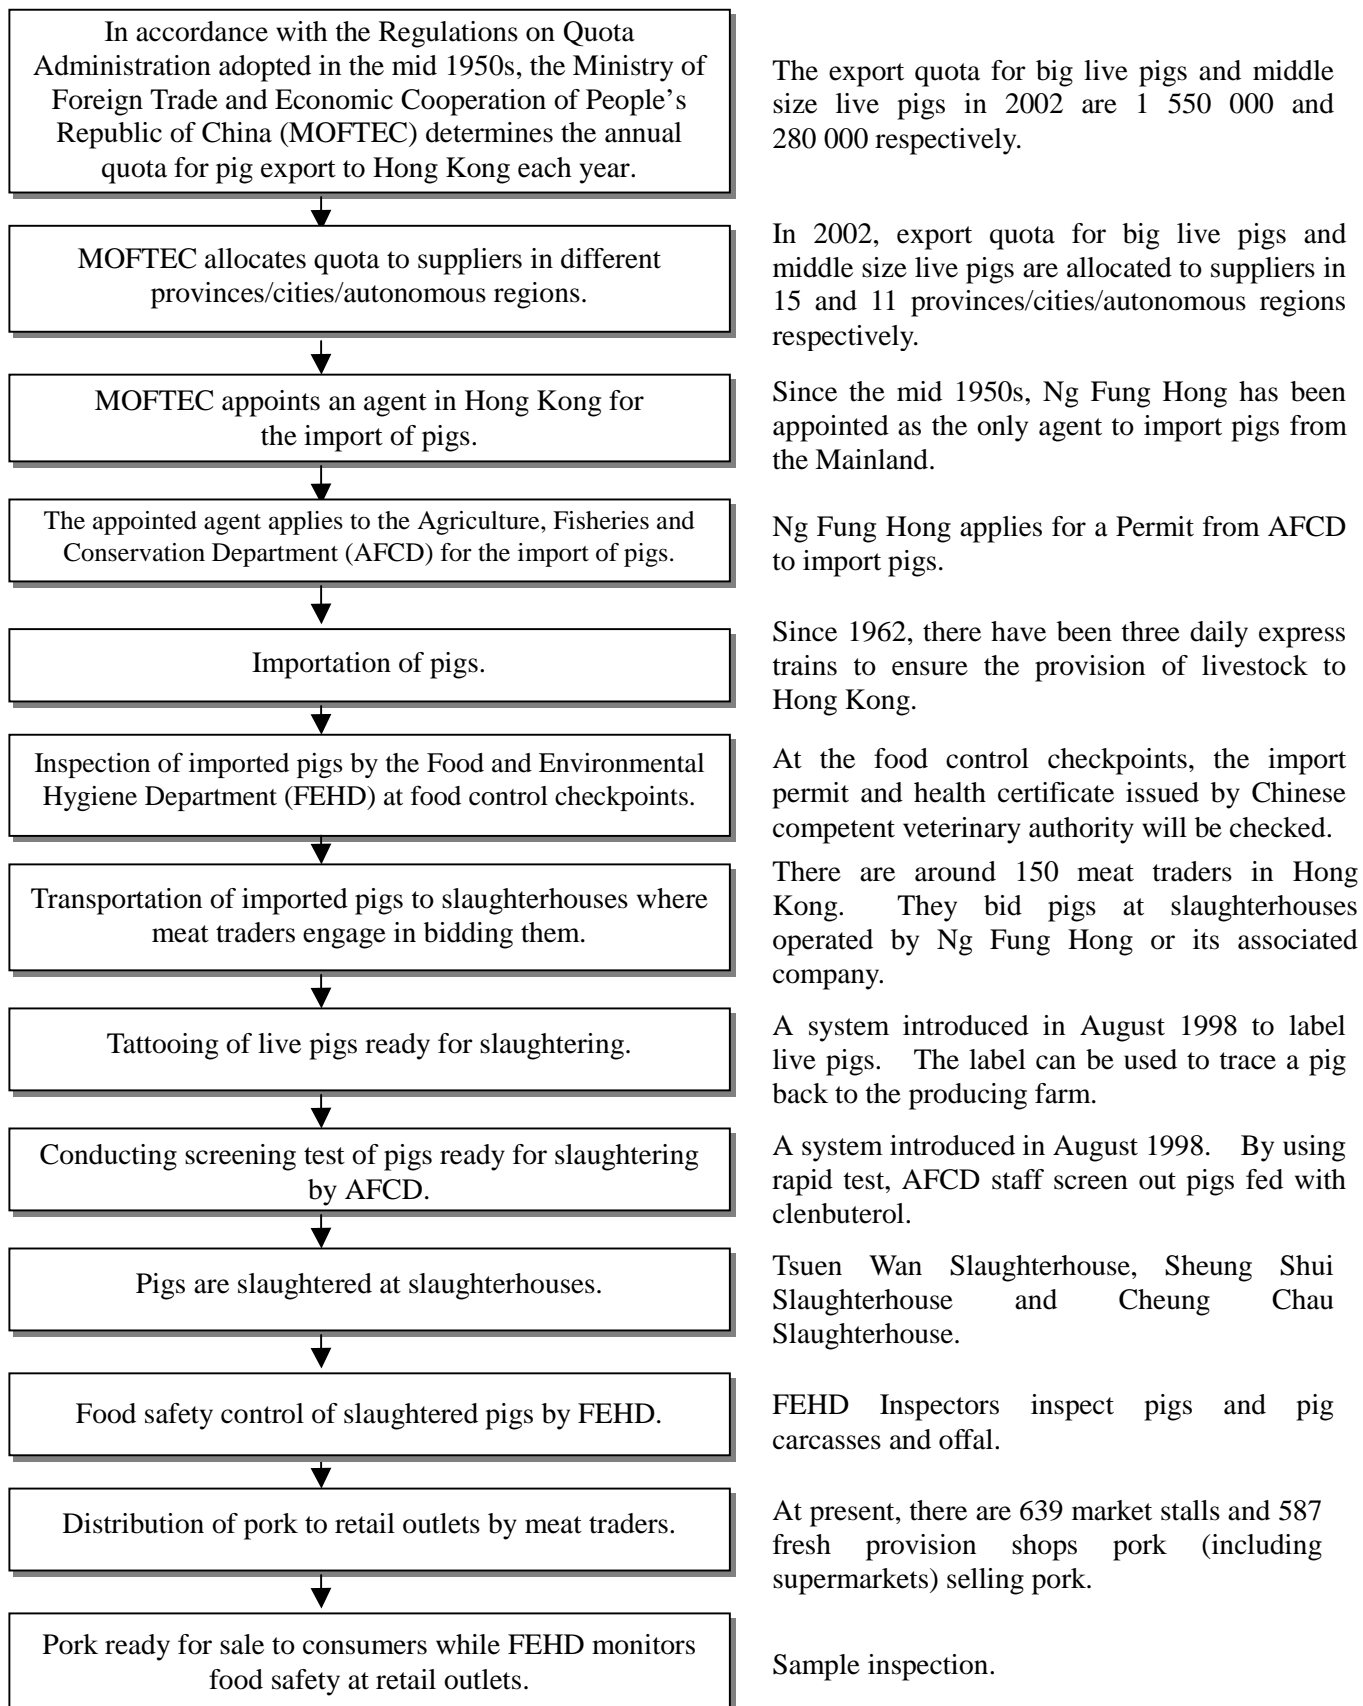 In accordance with the Regulations on Quota
Administration adopted in the mid 1950s, the Ministry of
Foreign Trade and Economic Cooperation of People's
Republic of China (MOFTEC) determines the annual
quota for pig export to Hong Kong each year.
The export quota for big live pigs and middle
size live pigs in 2002 are 1 550 000 and
280 000 respectively.
MOFTEC allocates quota to suppliers in different
provinces/cities/autonomous regions.
In 2002, export quota for big live pigs and
middle size live pigs are allocated to suppliers in
15 and 11 provinces/cities/autonomous regions
respectively.
MOFTEC appoints an agent in Hong Kong for
the import of pigs.
Since the mid 1950s, Ng Fung Hong has been
appointed as the only agent to import pigs from
the Mainland.
The appointed agent applies to the Agriculture, Fisheries and
Conservation Department (AFCD) for the import of pigs.
Ng Fung Hong applies for a Permit from AFCD
to import pigs.
Importation of pigs.
Since 1962, there have been three daily express
trains to ensure the provision of livestock to
Hong Kong.
Inspection of imported pigs by the Food and Environmental
Hygiene Department (FEHD) at food control checkpoints.
At the food control checkpoints, the import
permit and health certificate issued by Chinese
competent veterinary authority will be checked.
Transportation of imported pigs to slaughterhouses where
meat traders engage in bidding them.
There are around 150 meat traders in Hong
Kong. They bid pigs at slaughterhouses
operated by Ng Fung Hong or its associated
company.
Tattooing of live pigs ready for slaughtering.
A system introduced in August 1998 to label
live pigs. The label can be used to trace a pig
back to the producing farm.
Conducting screening test of pigs ready for slaughtering
by AFCD.
A system introduced in August 1998. By using
rapid test, AFCD staff screen out pigs fed with
clenbuterol.
Pigs are slaughtered at slaughterhouses.
Tsuen Wan Slaughterhouse, Sheung Shui
Slaughterhouse and Cheung Chau
Slaughterhouse.
Food safety control of slaughtered pigs by FEHD.
FEHD Inspectors inspect pigs and pig
carcasses and offal.
Distribution of pork to retail outlets by meat traders.
At present, there are 639 market stalls and 587
fresh provision shops pork (including
supermarkets) selling pork.
Pork ready for sale to consumers while FEHD monitors
food safety at retail outlets.
Sample inspection.